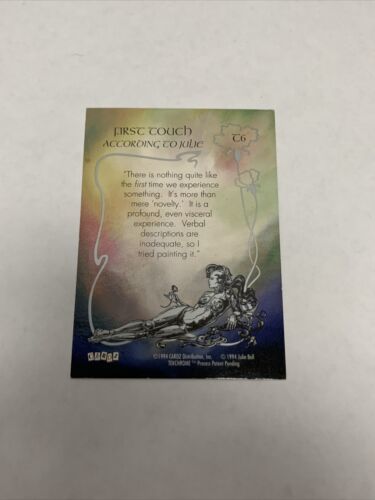 FIRST TOUCH
T6
ACCORDING TO JULIE
"There is nothing quite like
the first time we experience
something. It's more than
mere 'novelty.' It is a
profound, even visceral
experience. Verbal
descriptions are
inadequate, so I
tried painting it."
CARDZ
©1994 CARDZ Distribution, Inc. © 1994 Julie Bell
TEKCHROME™ Process Patent Pending